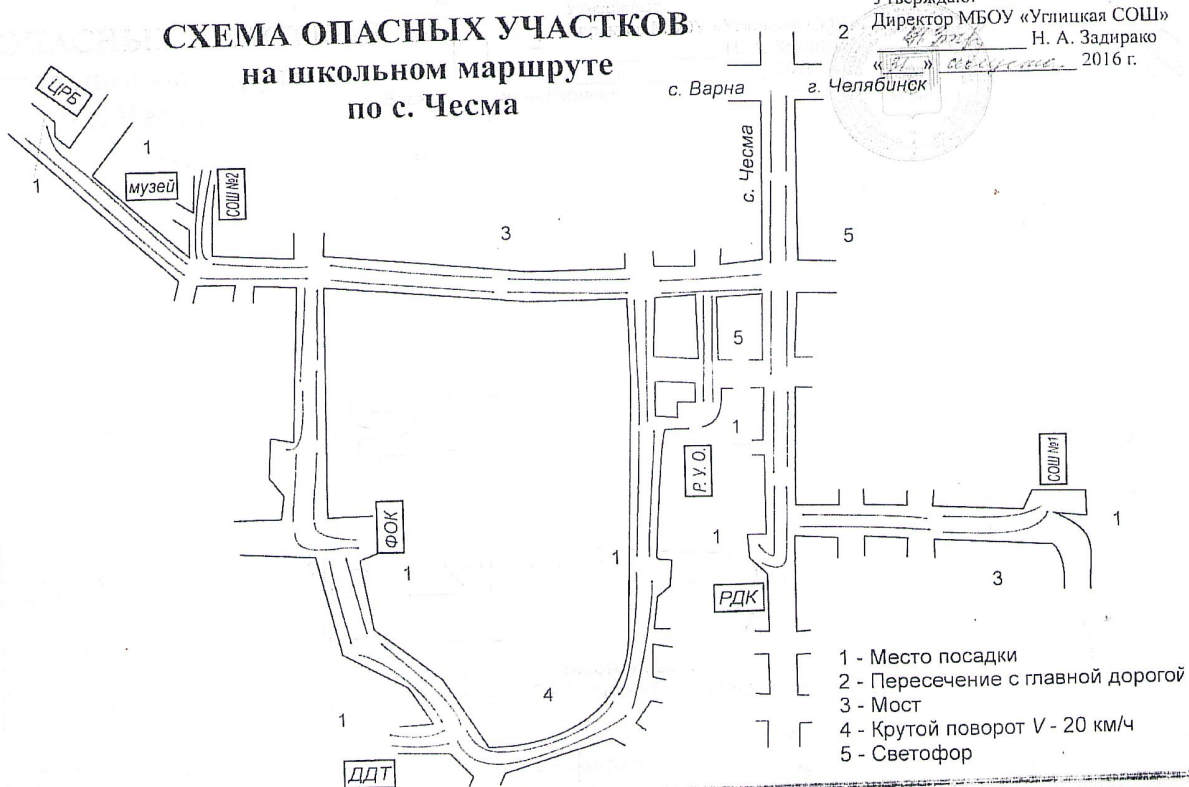 СХЕМА ОПАСНЫХ УЧАСТКОВ
на школьном маршруте
по с. Чесма
Утверждаю:
Директор МБОУ «Углицкая СОШ»
Н. А. Задирако
« 31 » августа 2016 г.
2
с. Варна
г. Челябинск
с. Чесма
ЦРБ
1
1
музей
СОШ №2
3
5
5
1
Р. У. О.
СОШ №1
1
ФОК
1
1
1
РДК
3
4
1
ДДТ
1 - Место посадки
2 - Пересечение с главной дорогой
3 - Мост
4 - Крутой поворот V - 20 км/ч
5 - Светофор